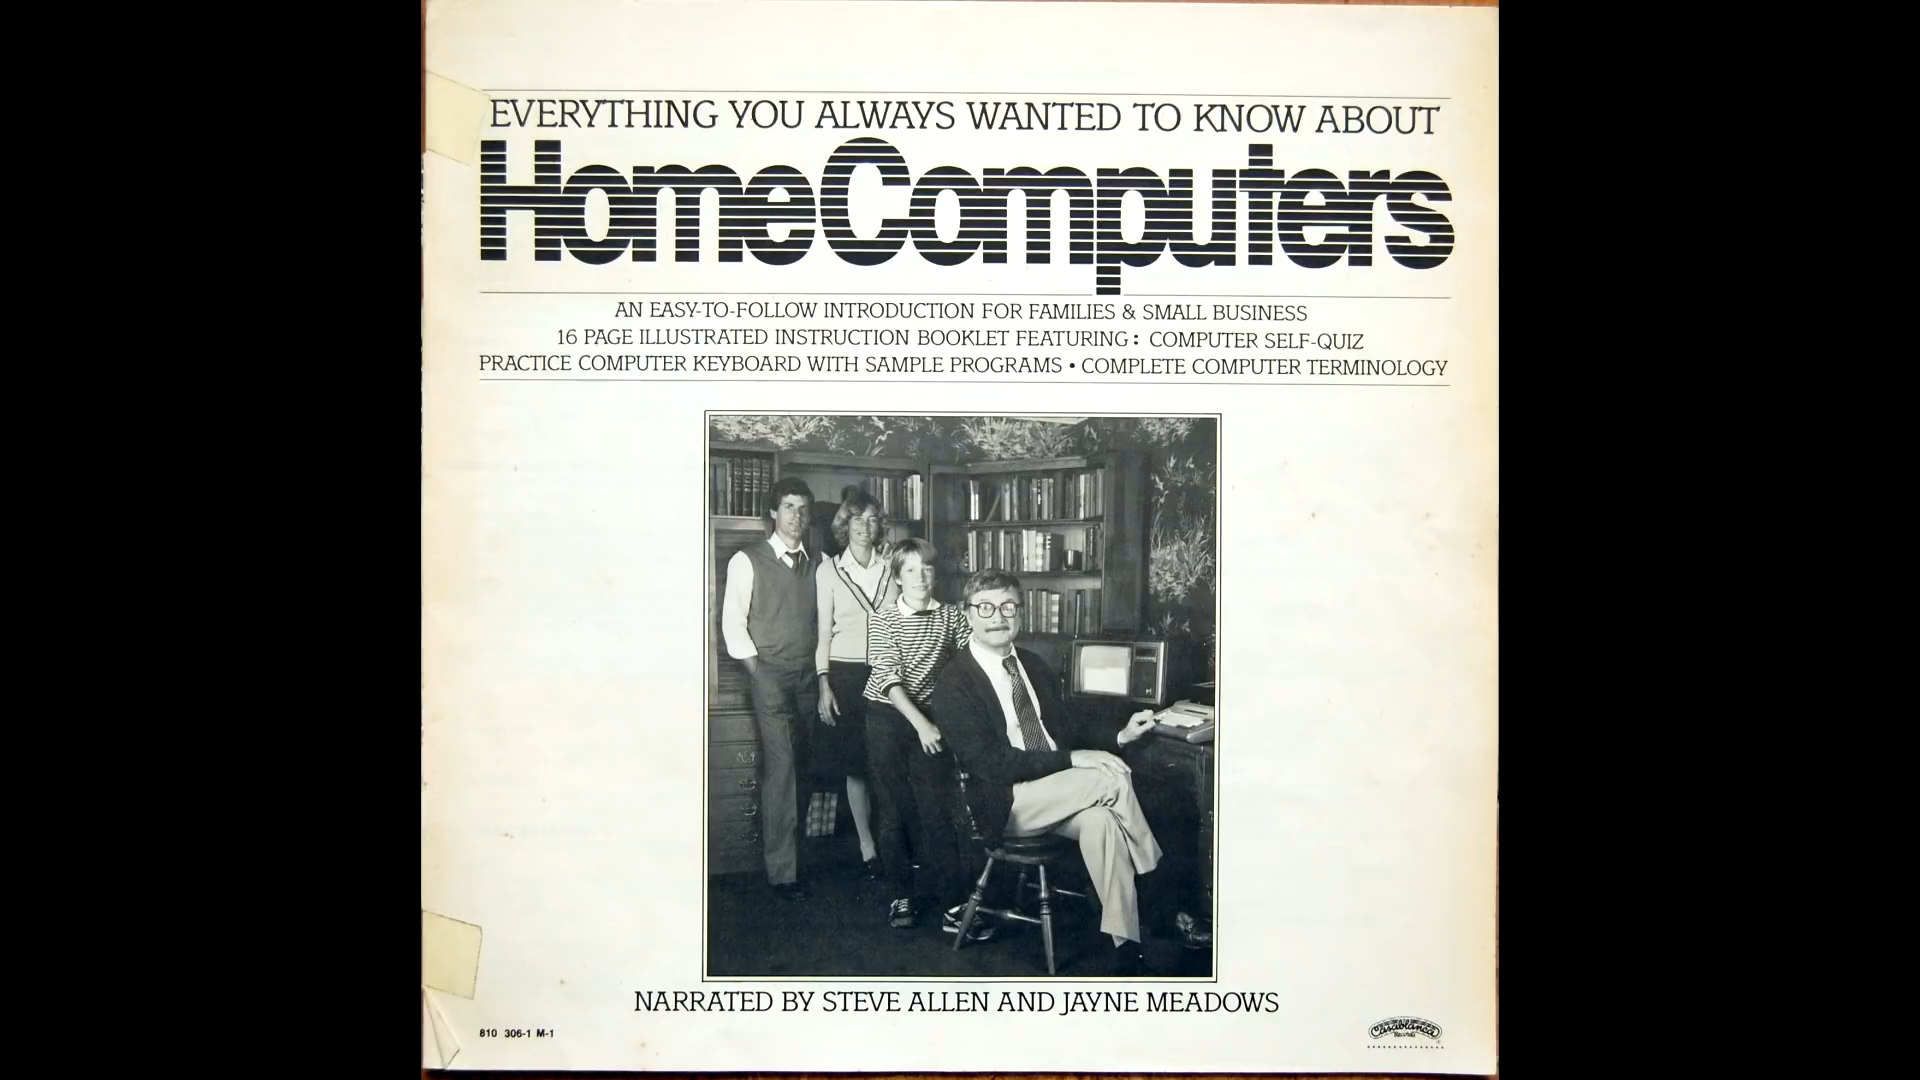 EVERYTHING YOU ALWAYS WANTED TO KNOW ABOUT
HomeComputers
AN EASY-TO-FOLLOW INTRODUCTION FOR FAMILIES & SMALL BUSINESS
16 PAGE ILLUSTRATED INSTRUCTION BOOKLET FEATURING: COMPUTER SELF-QUIZ
PRACTICE COMPUTER KEYBOARD WITH SAMPLE PROGRAMS • COMPLETE COMPUTER TERMINOLOGY
NARRATED BY STEVE ALLEN AND JAYNE MEADOWS
810 306-1 M-1
Casablanca
Records